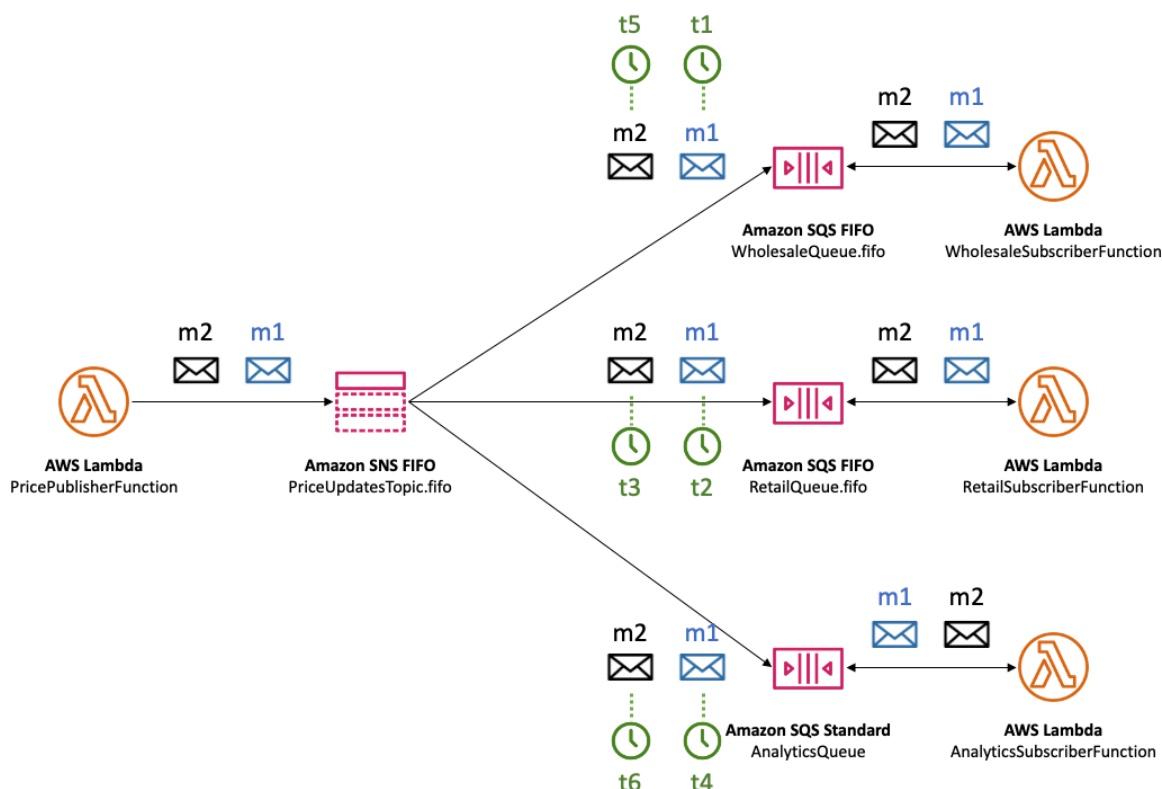 t5 t1
m2 m1
m2 m1
Amazon SQS FIFO
WholesaleQueue.fifo
AWS Lambda
WholesaleSubscriberFunction
m2 m1
m2 m1
m2 m1
AWS Lambda
PricePublisherFunction
Amazon SNS FIFO
PriceUpdatesTopic.fifo
t3 t2
Amazon SQS FIFO
RetailQueue.fifo
AWS Lambda
RetailSubscriberFunction
m2 m1
m1 m2
t6 t4
Amazon SQS Standard
AnalyticsQueue
AWS Lambda
AnalyticsSubscriberFunction